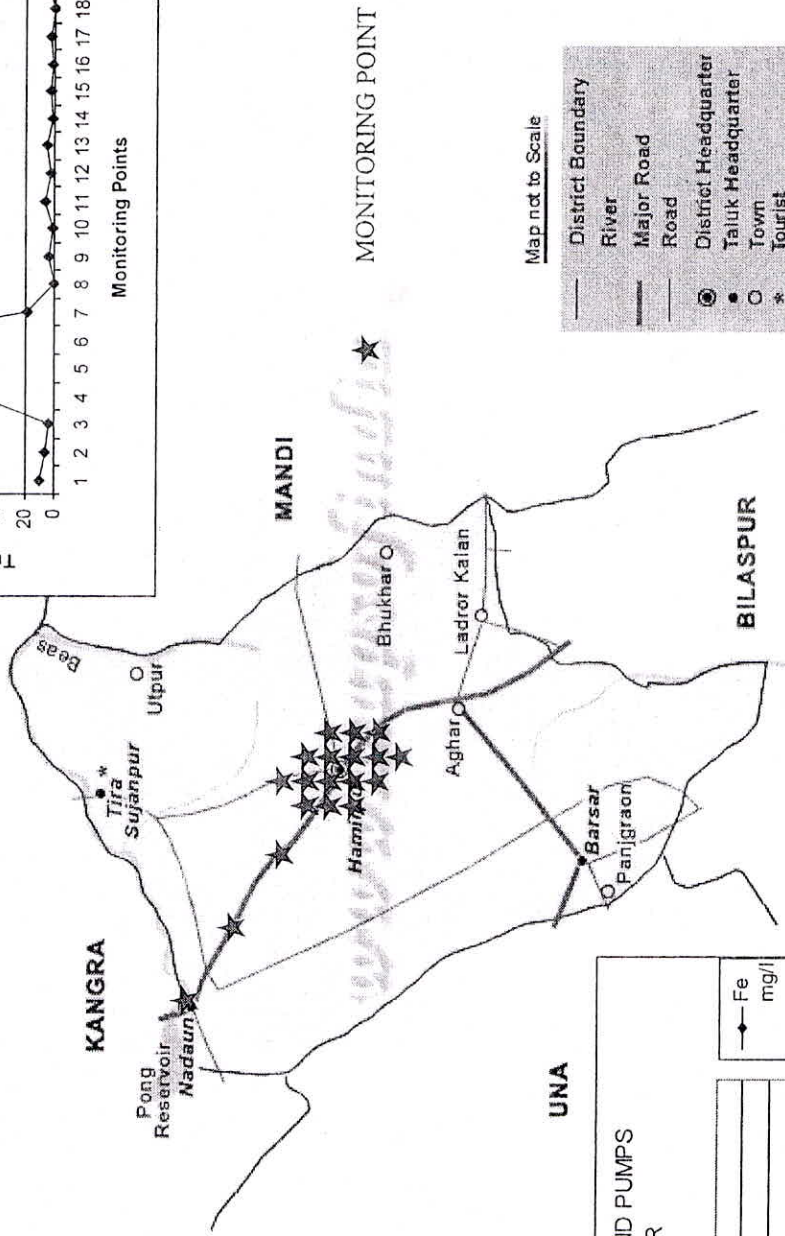 20
0
1 2 3 4 5 6 7 8 9 10 11 12 13 14 15 16 17 18
Monitoring Points
KANGRA
Pong
Reservoir
Nadaun
Tira
Sujanpur
*
Beas
Utpur
MANDI
MONITORING POINT
Bhukhar
Ladror Kalan
Aghar
Barsar
Panjgraon
BILASPUR
UNA
Map not to Scale
District Boundary
River
Major Road
Road
District Headquarter
Taluk Headquarter
Town
Tourist
PUMPS
Fe
mg/l